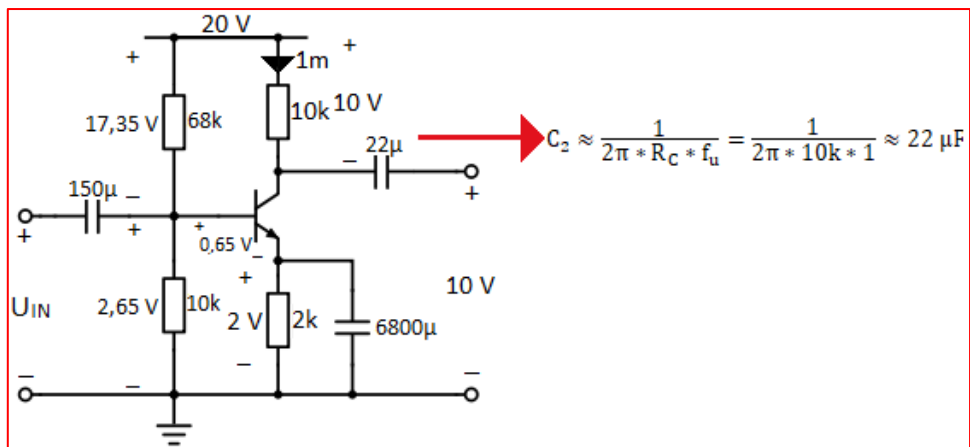 20 V
+ +
1m
17,35 V 68k 10k 10 V
22µ
C₂ ≈ 1 / (2π * R_C * f_u) = 1 / (2π * 10k * 1) ≈ 22 µF
150µ – – +
+ + + 0,65 V –
+
U_IN 2,65 V 10k 2 V 2k 6800µ 10 V
– – – –